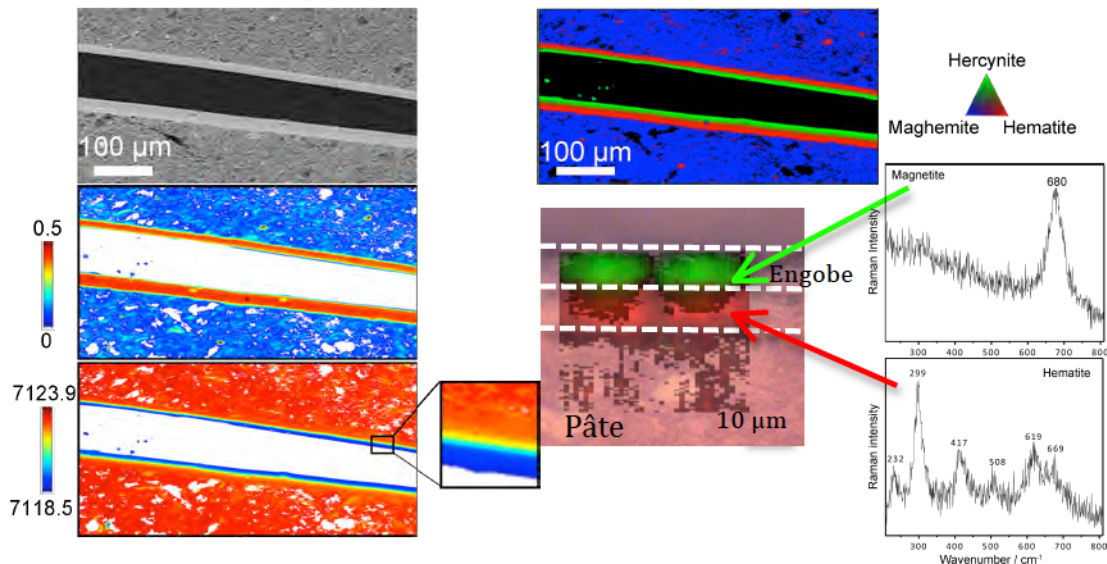 100 µm
0.5
0
7123.9
7118.5
100 µm
Hercynite
Maghemite Hematite
Engobe
Pâte
10 µm
Magnetite
680
Raman Intensity
200 300 400 500 600 700 800
Hematite
299
232
417
508
619
669
Raman intensity
300 400 500 600 700 800
Wavenumber / cm-1